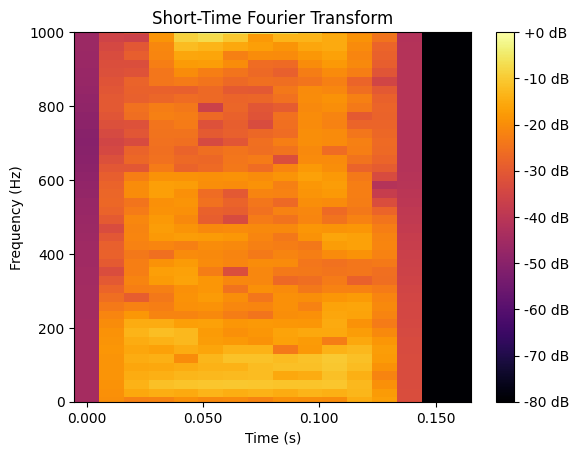 Short-Time Fourier Transform
1000
800
600
400
200
0
Frequency (Hz)
0.000
0.050
0.100
0.150
Time (s)
+0 dB
-10 dB
-20 dB
-30 dB
-40 dB
-50 dB
-60 dB
-70 dB
-80 dB